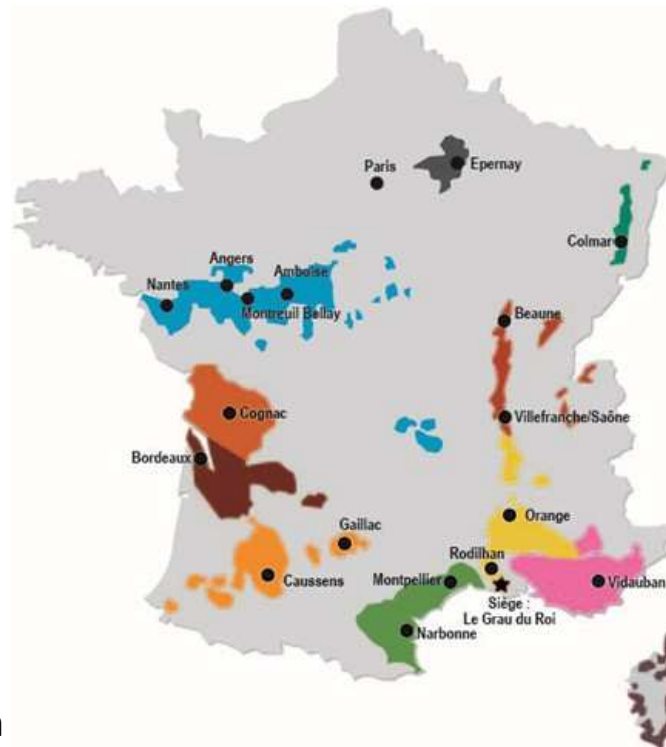 Paris
Epernay
Colmar
Angers
Amboise
Nantes
Montreuil Bellay
Beaune
Cognac
Villefranche/Saône
Bordeaux
Orange
Gaillac
Rodilhan
Caussens
Montpellier
Vidauban
Siège :
Le Grau du Roi
Narbonne